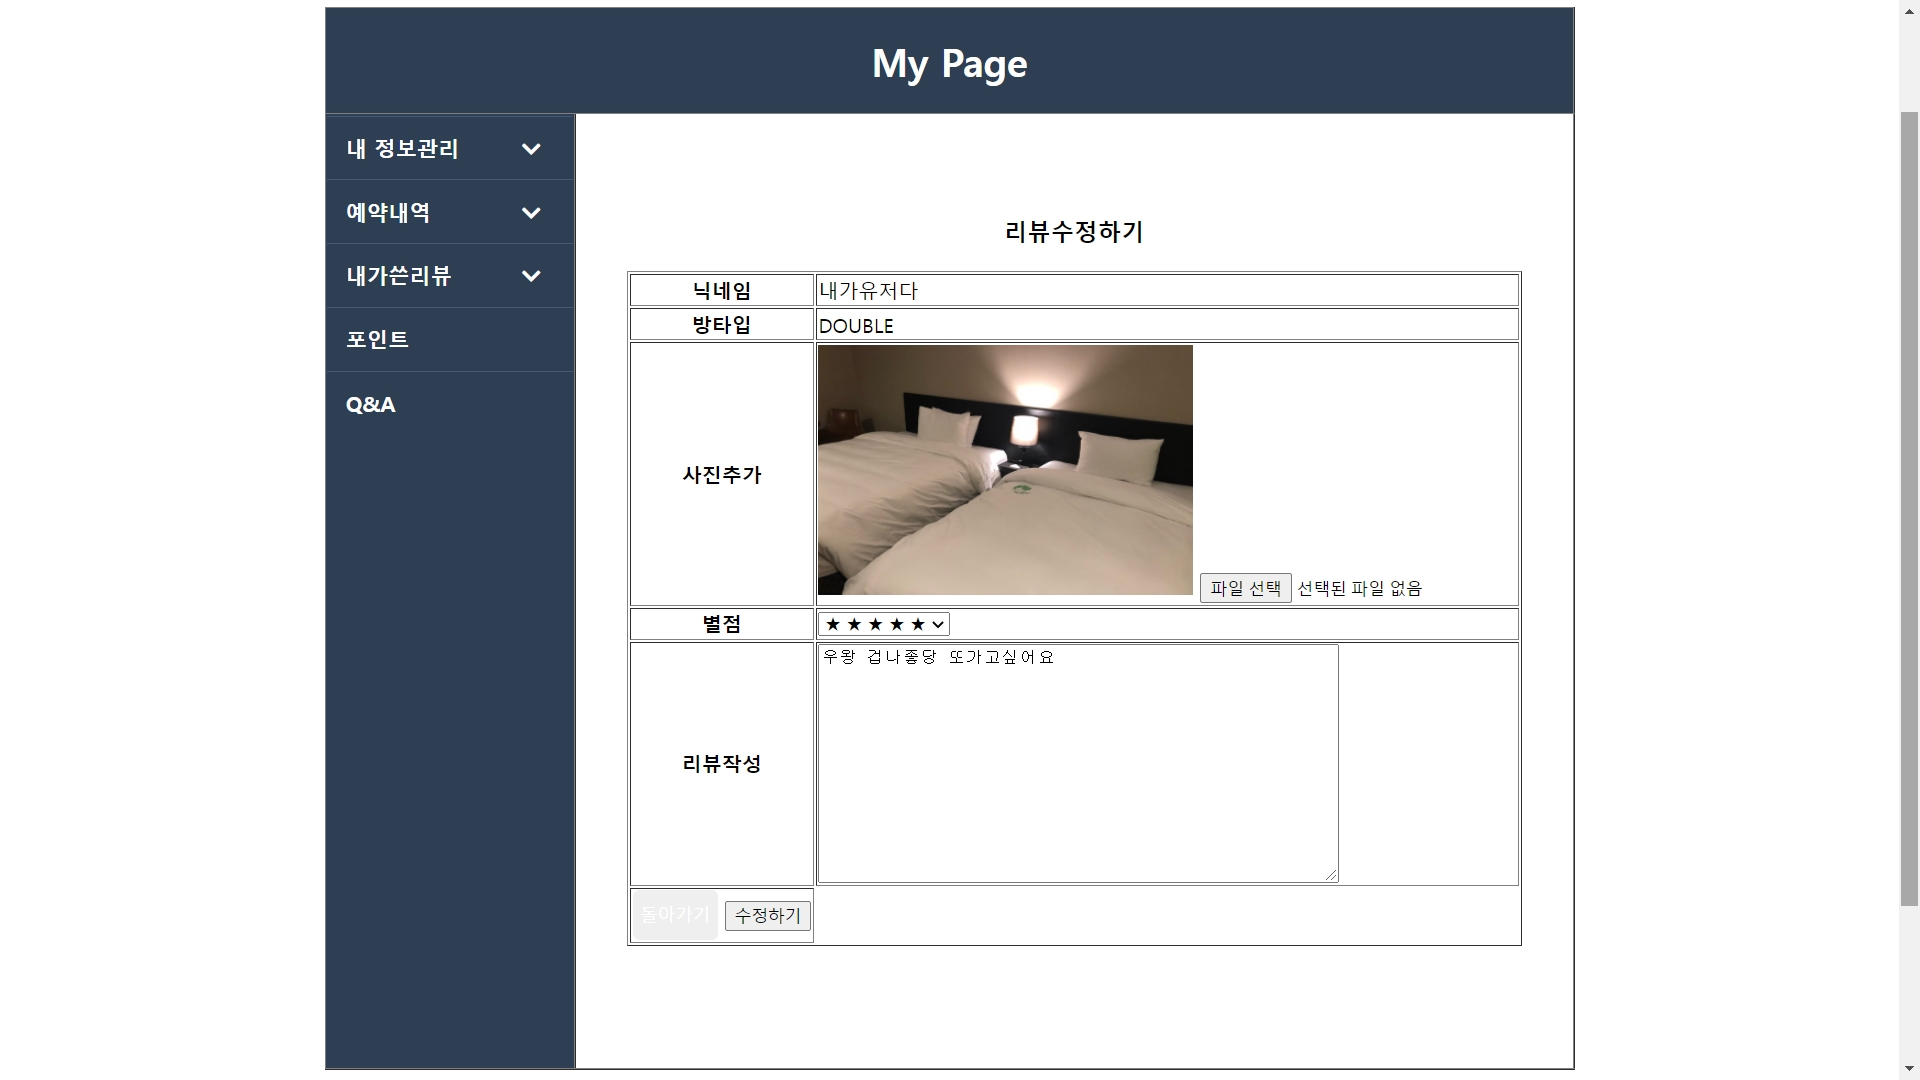 My Page
내 정보관리
예약내역
내가쓴리뷰
포인트
Q&A
리뷰수정하기
닉네임 내가유저다
방타입 DOUBLE
사진추가 파일 선택 선택된 파일 없음
별점 ★ ★ ★ ★ ★
리뷰작성 우왕 겁나좋당 또가고싶어요
돌아가기 수정하기